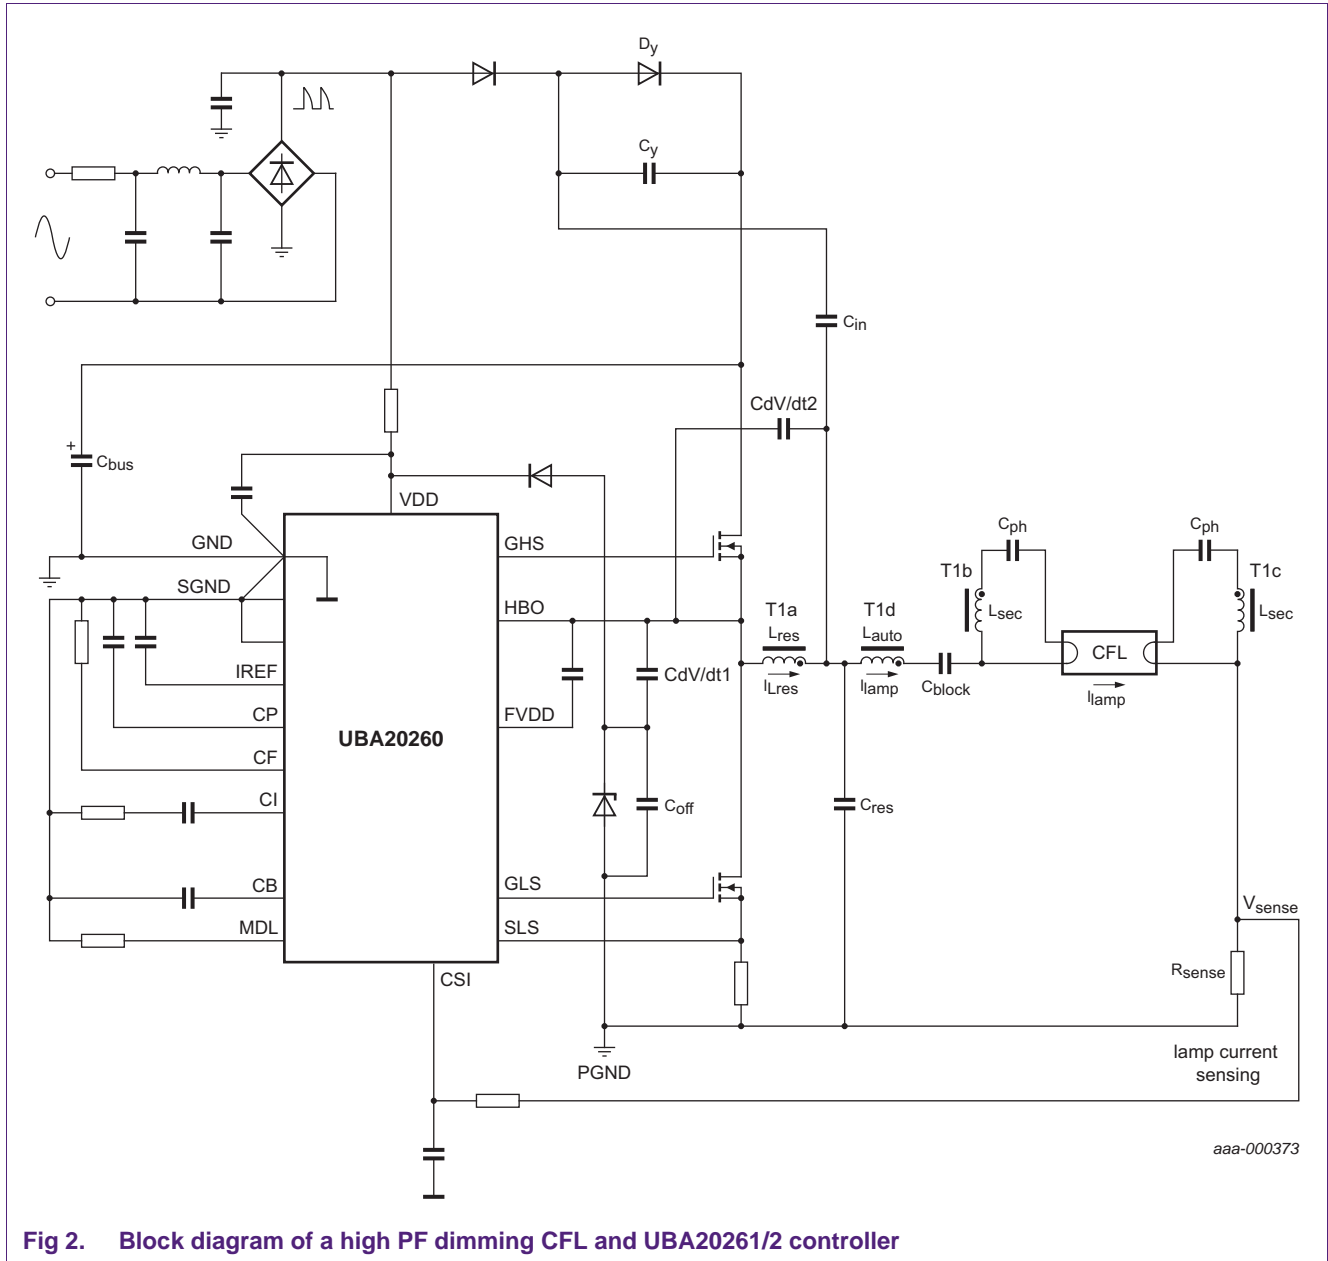 Dy
Cy
Cin
CdV/dt2
+
Cbus
VDD
GND
GHS
Cph
Cph
SGND
HBO
T1a
Lres
ILres
T1d
Lauto
Ilamp
T1b
Lsec
T1c
Lsec
CFL
Ilamp
Cblock
CdV/dt1
IREF
FVDD
CP
UBA20260
CF
CI
Coff
Cres
CB
GLS
MDL
SLS
Vsense
CSI
Rsense
PGND
lamp current
sensing
aaa-000373
Fig 2. Block diagram of a high PF dimming CFL and UBA20261/2 controller